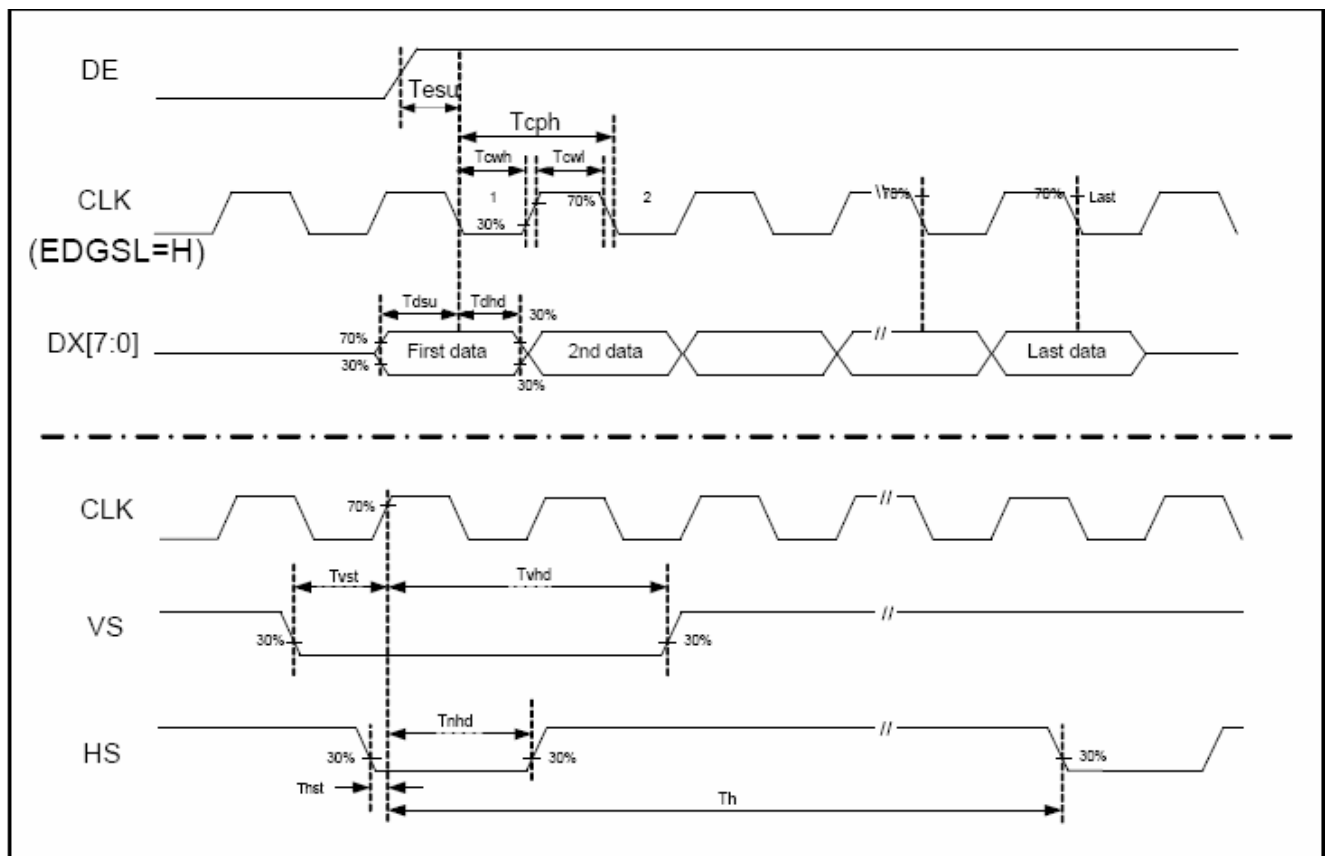 DE
Tesu
Tcph
Tcwh
Tcwl
CLK
1
70%
2
\\
70%
70%
Last
30%
(EDGSL=H)
Tdsu
Tdhd
30%
DX[7:0]
70%
First data
2nd data
//
Last data
30%
30%
CLK
70%
//
Tvst
Tvhd
VS
//
30%
30%
Tnhd
HS
//
30%
30%
30%
Thst
Th